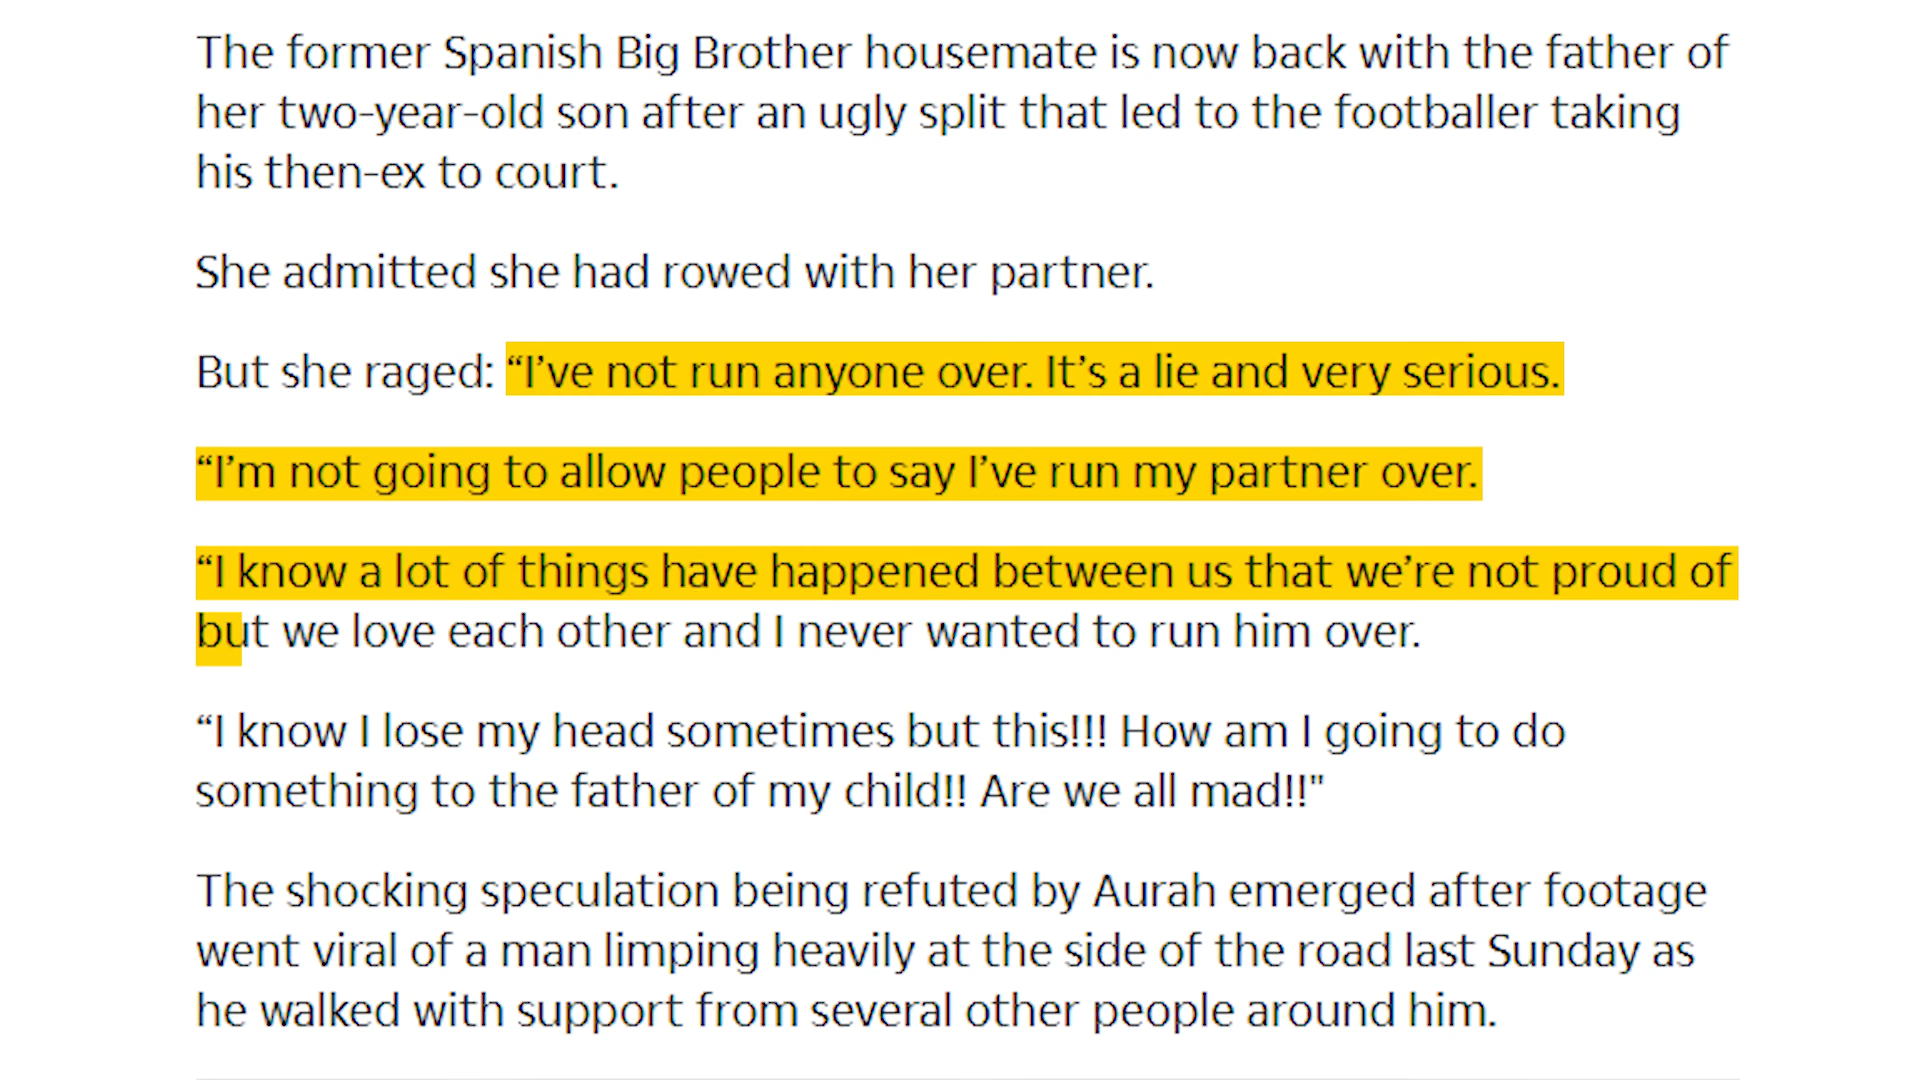 The former Spanish Big Brother housemate is now back with the father of
her two-year-old son after an ugly split that led to the footballer taking
his then-ex to court.
She admitted she had rowed with her partner.
But she raged: “I’ve not run anyone over. It’s a lie and very serious.
“I’m not going to allow people to say I’ve run my partner over.
“I know a lot of things have happened between us that we’re not proud of
but we love each other and I never wanted to run him over.
“I know I lose my head sometimes but this!!! How am I going to do
something to the father of my child!! Are we all mad!!"
The shocking speculation being refuted by Aurah emerged after footage
went viral of a man limping heavily at the side of the road last Sunday as
he walked with support from several other people around him.